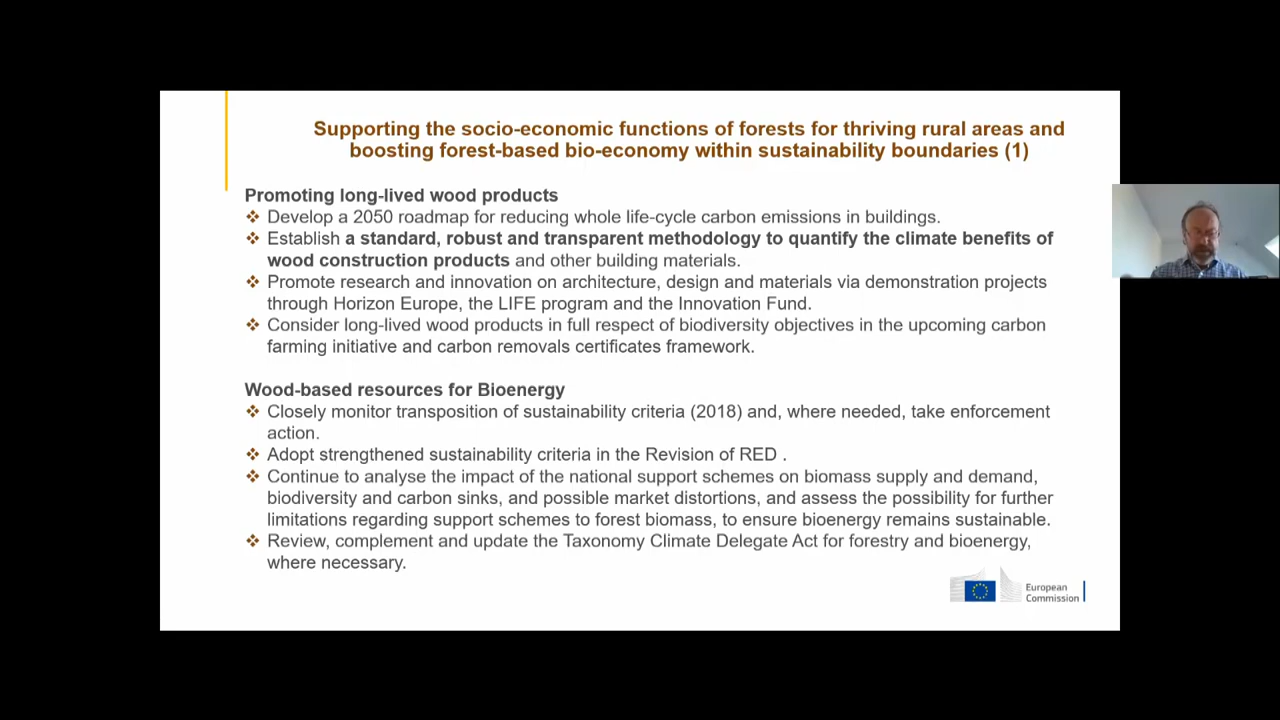 Supporting the socio-economic functions of forests for thriving rural areas and
boosting forest-based bio-economy within sustainability boundaries (1)
Promoting long-lived wood products
❖ Develop a 2050 roadmap for reducing whole life-cycle carbon emissions in buildings.
❖ Establish a standard, robust and transparent methodology to quantify the climate benefits of
wood construction products and other building materials.
❖ Promote research and innovation on architecture, design and materials via demonstration projects
through Horizon Europe, the LIFE program and the Innovation Fund.
❖ Consider long-lived wood products in full respect of biodiversity objectives in the upcoming carbon
farming initiative and carbon removals certificates framework.
Wood-based resources for Bioenergy
❖ Closely monitor transposition of sustainability criteria (2018) and, where needed, take enforcement
action.
❖ Adopt strengthened sustainability criteria in the Revision of RED .
❖ Continue to analyse the impact of the national support schemes on biomass supply and demand,
biodiversity and carbon sinks, and possible market distortions, and assess the possibility for further
limitations regarding support schemes to forest biomass, to ensure bioenergy remains sustainable.
❖ Review, complement and update the Taxonomy Climate Delegate Act for forestry and bioenergy,
where necessary.
European
Commission